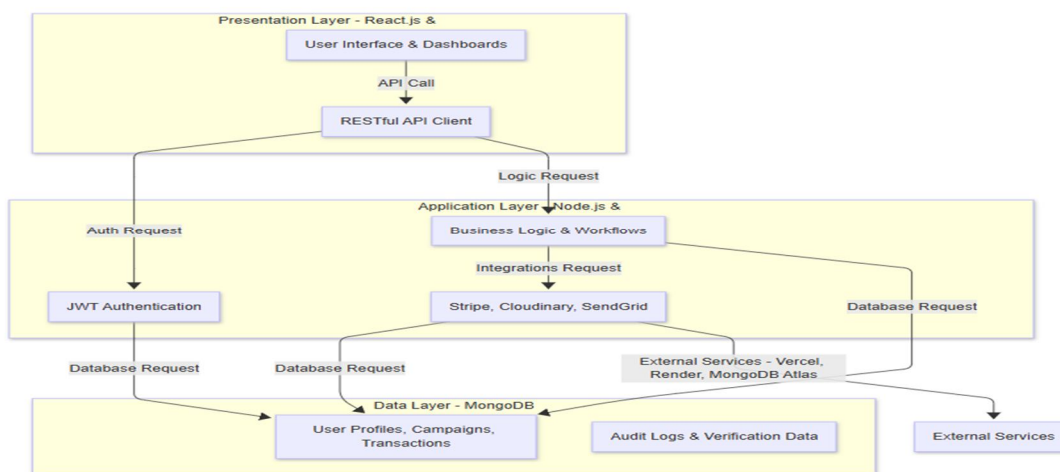 Presentation Layer - React.js &
User Interface & Dashboards
API Call
RESTful API Client
Logic Request
Application Layer - Node.js &
Auth Request
Business Logic & Workflows
Integrations Request
JWT Authentication
Stripe, Cloudinary, SendGrid
Database Request
Database Request
Database Request
External Services - Vercel,
Render, MongoDB Atlas
Data Layer - MongoDB
User Profiles, Campaigns,
Transactions
Audit Logs & Verification Data
External Services